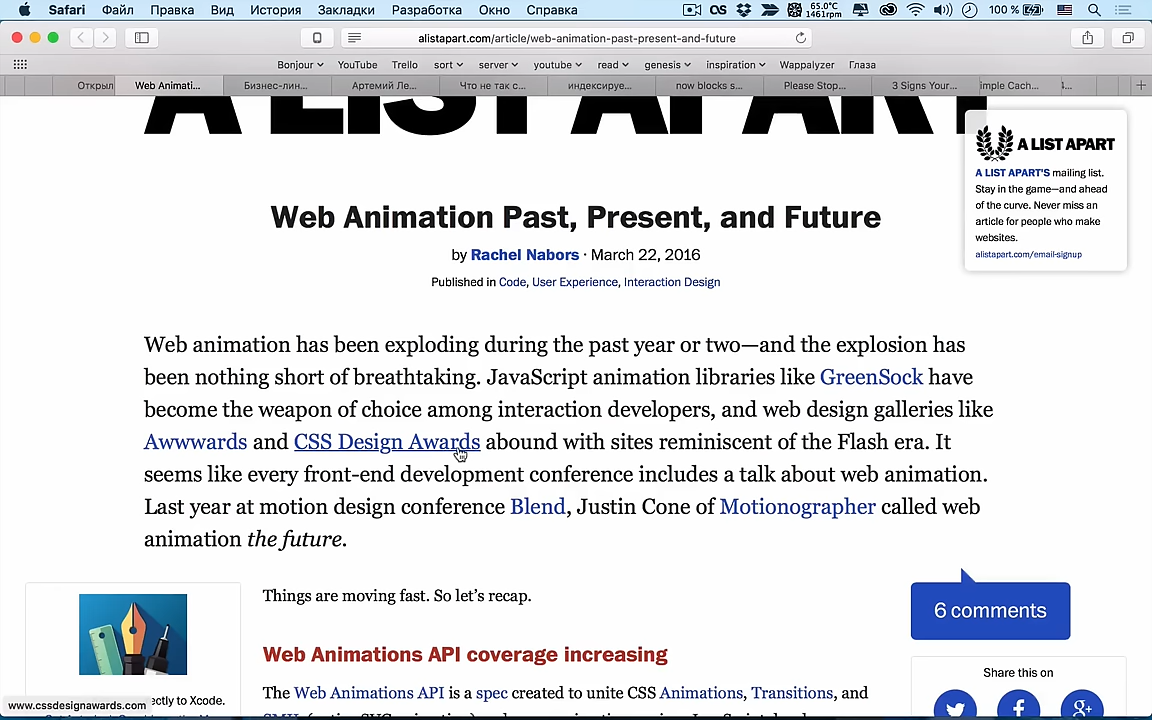 Safari Файл Правка Вид История Закладки Разработка Окно Справка 65.0°C 1461rpm 100 %
alistapart.com/article/web-animation-past-present-and-future
Bonjour YouTube Trello sort server youtube read genesis inspiration Wappalyzer Глаза
Открыл Web Animati... Бизнес-лин... Артемий Ле... Что не так с... индексируе... now blocks s... Please Stop... 3 Signs Your... imple Cach...
A LIST APART
A LIST APART
A LIST APART'S mailing list.
Stay in the game—and ahead
of the curve. Never miss an
article for people who make
websites.
alistapart.com/email-signup
Web Animation Past, Present, and Future
by Rachel Nabors · March 22, 2016
Published in Code, User Experience, Interaction Design
Web animation has been exploding during the past year or two—and the explosion has
been nothing short of breathtaking. JavaScript animation libraries like GreenSock have
become the weapon of choice among interaction developers, and web design galleries like
Awwwards and CSS Design Awards abound with sites reminiscent of the Flash era. It
seems like every front-end development conference includes a talk about web animation.
Last year at motion design conference Blend, Justin Cone of Motionographer called web
animation the future.
Things are moving fast. So let's recap.
6 comments
Web Animations API coverage increasing
Share this on
The Web Animations API is a spec created to unite CSS Animations, Transitions, and
ectly to Xcode.
www.cssdesignawards.com